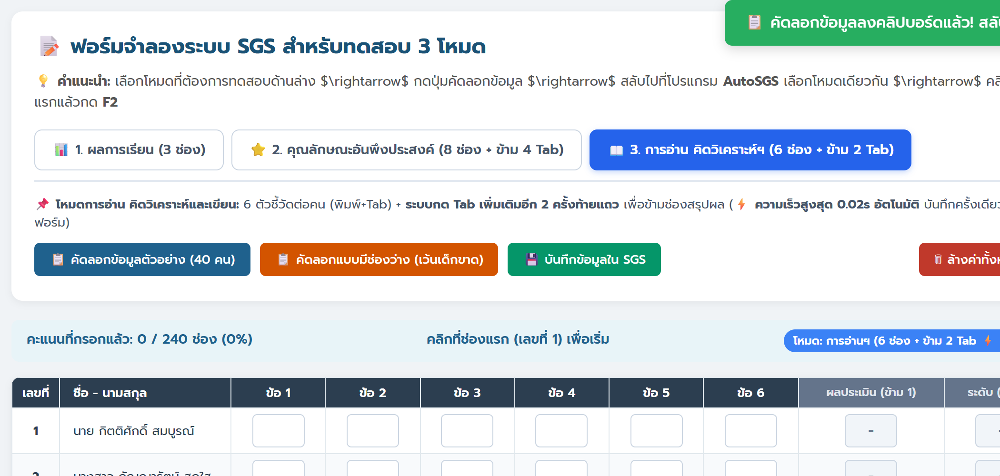 📋 คัดลอกข้อมูลลงคลิปบอร์ดแล้ว!
📝 ฟอร์มจำลองระบบ SGS สำหรับทดสอบ 3 โหมด
💡 คำแนะนำ: เลือกโหมดที่ต้องการทดสอบด้านล่าง $\rightarrow$ กดปุ่มคัดลอกข้อมูล $\rightarrow$ สลับไปที่โปรแกรม AutoSGS เลือกโหมดเดียวกัน $\rightarrow$
แรกแล้วกด F2
📊 1. ผลการเรียน (3 ช่อง)
⭐ 2. คุณลักษณะอันพึงประสงค์ (8 ช่อง + ข้าม 4 Tab)
📖 3. การอ่าน คิดวิเคราะห์ฯ (6 ช่อง + ข้าม 2 Tab)
📌 โหมดการอ่าน คิดวิเคราะห์และเขียน: 6 ตัวชี้วัดต่อคน (พิมพ์+Tab) + ระบบกด Tab เพิ่มเติมอีก 2 ครั้งท้ายแถว เพื่อข้ามช่องสรุปผล (⚡ ความเร็วสูงสุด 0.02s อัตโนมัติ บันทึกครั้งเดียว
ฟอร์ม)
📋 คัดลอกข้อมูลตัวอย่าง (40 คน)
📋 คัดลอกแบบมีช่องว่าง (เว้นเด็กขาด)
💾 บันทึกข้อมูลใน SGS
ล้างค่าทั้ง
คะแนนที่กรอกแล้ว: 0 / 240 ช่อง (0%)
คลิกที่ช่องแรก (เลขที่ 1) เพื่อเริ่ม
โหมด: การอ่านฯ (6 ช่อง + ข้าม 2 Tab ⚡
เลขที่ ชื่อ - นามสกุล ข้อ 1 ข้อ 2 ข้อ 3 ข้อ 4 ข้อ 5 ข้อ 6 ผลประเมิน (ข้าม 1) ระดับ (
1 นาย กิตติศักดิ์ สมบูรณ์ -